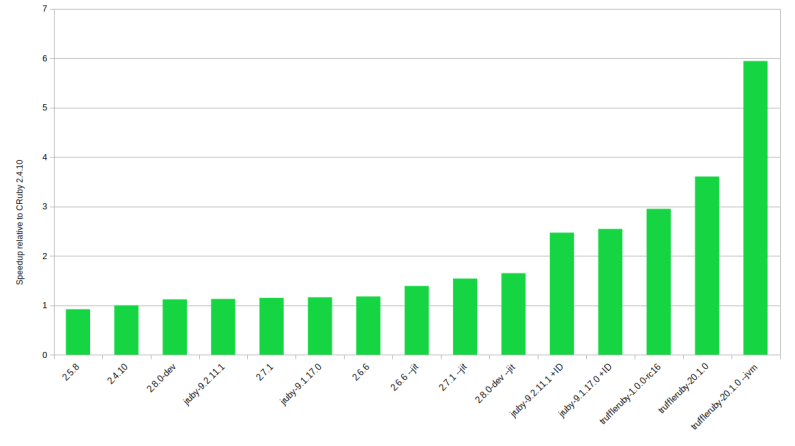 7
6
5
4
3
2
1
0
Speedup relative to CRuby 2.4.10
2.5.8
2.4.10
2.8.0-dev
jruby-9.2.11.1
2.7.1
jruby-9.1.17.0
2.6.6
2.6.6 --jit
2.7.1 --jit
2.8.0-dev --jit
jruby-9.2.11.1 +ID
jruby-9.1.17.0 +ID
truffleruby-1.0.0-rc16
truffleruby-20.1.0
truffleruby-20.1.0 --jvm